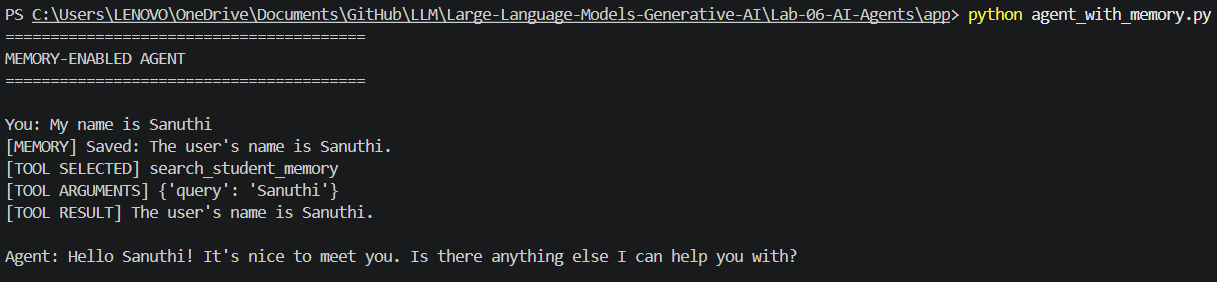 PS C:\Users\LENOVO\OneDrive\Documents\GitHub\LLM\Large-Language-Models-Generative-AI\Lab-06-AI-Agents\app> python agent_with_memory.py
========================================
MEMORY-ENABLED AGENT
========================================
You: My name is Sanuthi
[MEMORY] Saved: The user's name is Sanuthi.
[TOOL SELECTED] search_student_memory
[TOOL ARGUMENTS] {'query': 'Sanuthi'}
[TOOL RESULT] The user's name is Sanuthi.
Agent: Hello Sanuthi! It's nice to meet you. Is there anything else I can help you with?